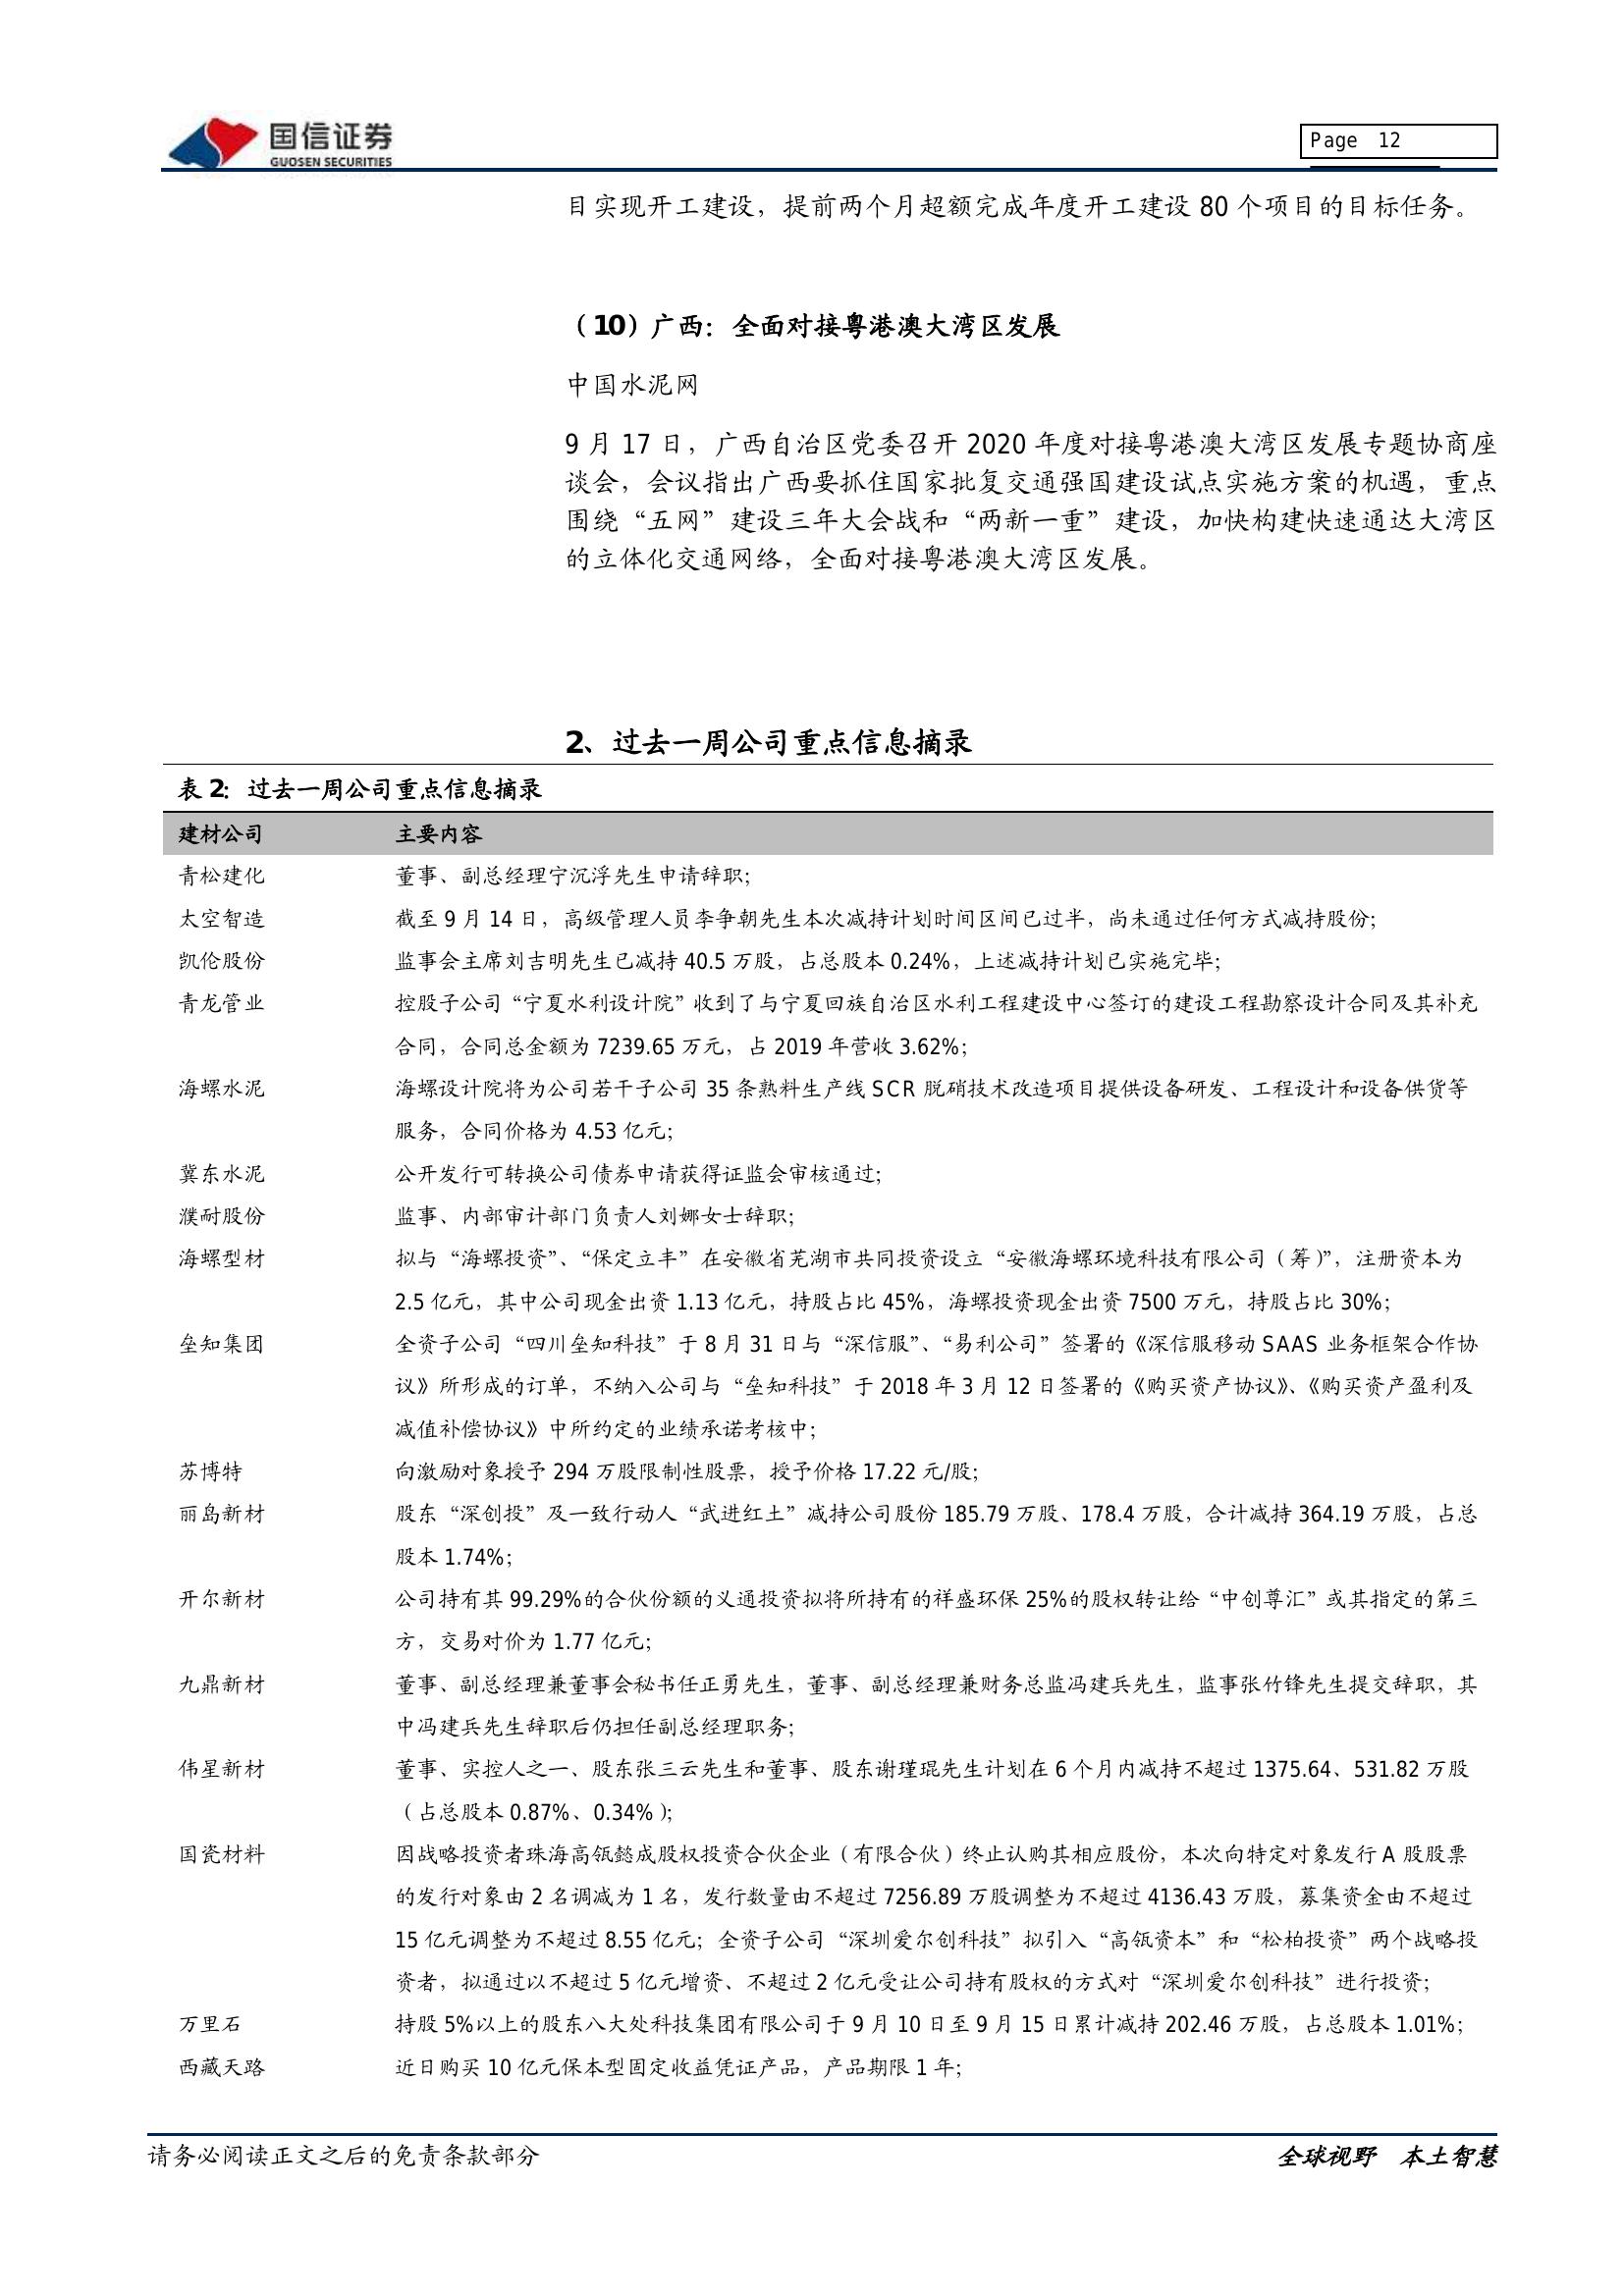 国信证券
GUOSEN SECURITIES
Page 12
目实现开工建设，提前两个月超额完成年度开工建设 80 个项目的目标任务。
（10）广西：全面对接粤港澳大湾区发展
中国水泥网
9 月 17 日，广西自治区党委召开 2020 年度对接粤港澳大湾区发展专题协商座
谈会，会议指出广西要抓住国家批复交通强国建设试点实施方案的机遇，重点
围绕“五网”建设三年大会战和“两新一重”建设，加快构建快速通达大湾区
的立体化交通网络，全面对接粤港澳大湾区发展。
2、过去一周公司重点信息摘录
表 2：过去一周公司重点信息摘录
建材公司 主要内容
青松建化 董事、副总经理宁沉浮先生申请辞职；
太空智造 截至 9 月 14 日，高级管理人员李争朝先生本次减持计划时间区间已过半，尚未通过任何方式减持股份；
凯伦股份 监事会主席刘吉明先生已减持 40.5 万股，占总股本 0.24%，上述减持计划已实施完毕；
青龙管业 控股子公司“宁夏水利设计院”收到了与宁夏回族自治区水利工程建设中心签订的建设工程勘察设计合同及其补充
合同，合同总金额为 7239.65 万元，占 2019 年营收 3.62%；
海螺水泥 海螺设计院将为公司若干子公司 35 条熟料生产线 SCR 脱硝技术改造项目提供设备研发、工程设计和设备供货等
服务，合同价格为 4.53 亿元；
冀东水泥 公开发行可转换公司债券申请获得证监会审核通过；
濮耐股份 监事、内部审计部门负责人刘娜女士辞职；
海螺型材 拟与“海螺投资”、“保定立丰”在安徽省芜湖市共同投资设立“安徽海螺环境科技有限公司（筹）”，注册资本为
2.5 亿元，其中公司现金出资 1.13 亿元，持股占比 45%，海螺投资现金出资 7500 万元，持股占比 30%；
垒知集团 全资子公司“四川垒知科技”于 8 月 31 日与“深信服”、“易利公司”签署的《深信服移动 SAAS 业务框架合作协
议》所形成的订单，不纳入公司与“垒知科技”于 2018 年 3 月 12 日签署的《购买资产协议》、《购买资产盈利及
减值补偿协议》中所约定的业绩承诺考核中；
苏博特 向激励对象授予 294 万股限制性股票，授予价格 17.22 元/股；
丽岛新材 股东“深创投”及一致行动人“武进红土”减持公司股份 185.79 万股、178.4 万股，合计减持 364.19 万股，占总
股本 1.74%；
开尔新材 公司持有其 99.29%的合伙份额的义通投资拟将所持有的祥盛环保 25%的股权转让给“中创尊汇”或其指定的第三
方，交易对价为 1.77 亿元；
九鼎新材 董事、副总经理兼董事会秘书任正勇先生，董事、副总经理兼财务总监冯建兵先生，监事张竹锋先生提交辞职，其
中冯建兵先生辞职后仍担任副总经理职务；
伟星新材 董事、实控人之一、股东张三云先生和董事、股东谢瑾琨先生计划在 6 个月内减持不超过 1375.64、531.82 万股
（占总股本 0.87%、0.34%）；
国瓷材料 因战略投资者珠海高瓴懿成股权投资合伙企业（有限合伙）终止认购其相应股份，本次向特定对象发行 A 股股票
的发行对象由 2 名调减为 1 名，发行数量由不超过 7256.89 万股调整为不超过 4136.43 万股，募集资金由不超过
15 亿元调整为不超过 8.55 亿元；全资子公司“深圳爱尔创科技”拟引入“高瓴资本”和“松柏投资”两个战略投
资者，拟通过以不超过 5 亿元增资、不超过 2 亿元受让公司持有股权的方式对“深圳爱尔创科技”进行投资；
万里石 持股 5%以上的股东八大处科技集团有限公司于 9 月 10 日至 9 月 15 日累计减持 202.46 万股，占总股本 1.01%；
西藏天路 近日购买 10 亿元保本型固定收益凭证产品，产品期限 1 年；
请务必阅读正文之后的免责条款部分 全球视野 本土智慧